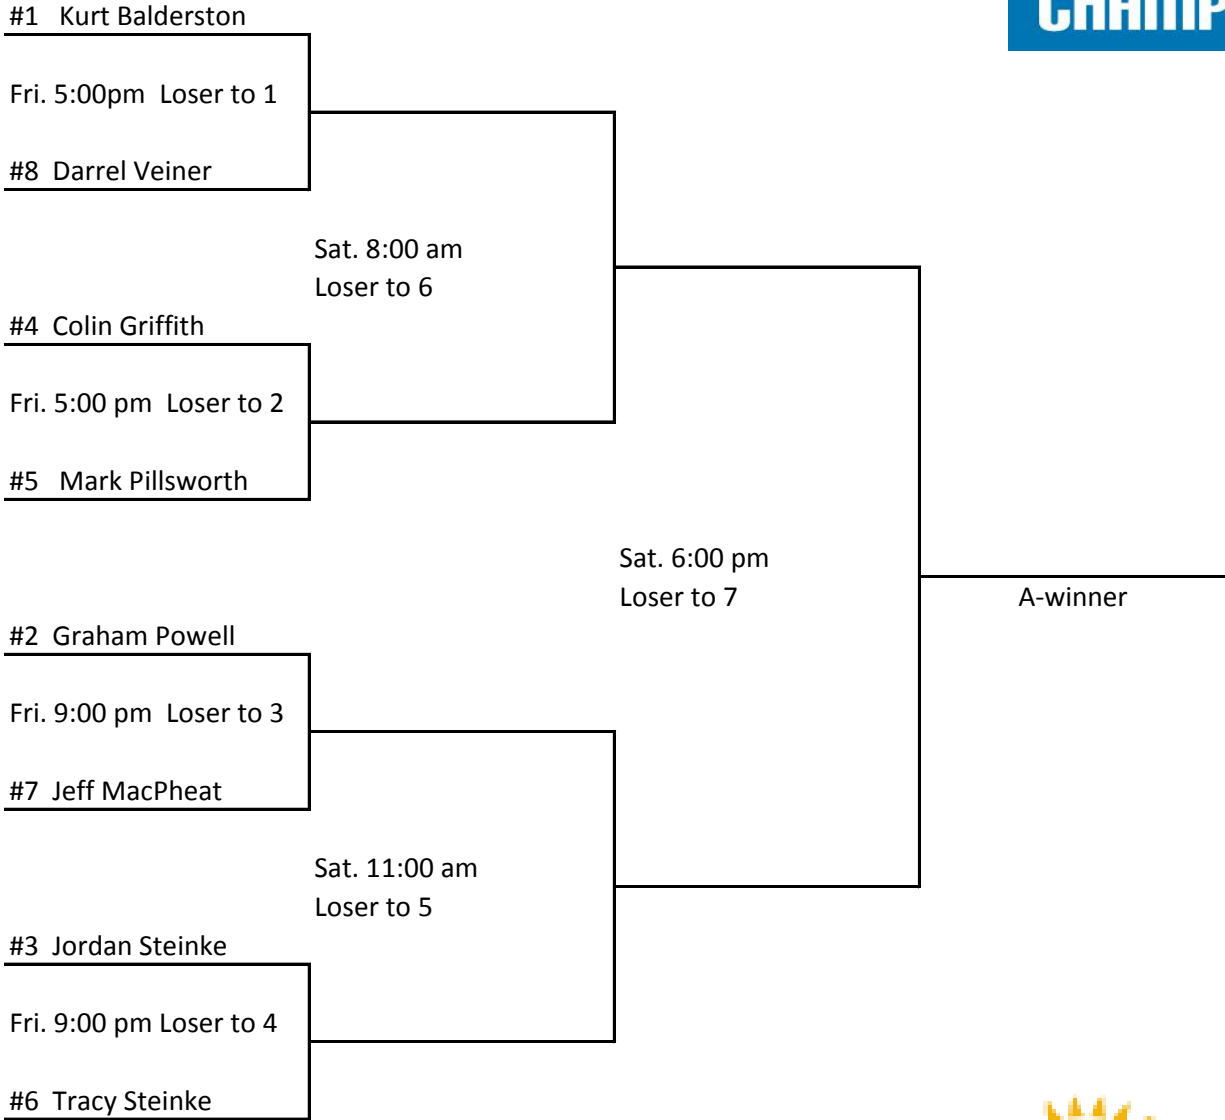 CHAMP
#1   Kurt Balderston
Fri. 5:00pm  Loser to 1
#8  Darrel Veiner
Sat. 8:00 am
Loser to 6
#4  Colin Griffith
Fri. 5:00 pm  Loser to 2
#5   Mark Pillsworth
Sat. 6:00 pm
Loser to 7
A-winner
#2  Graham Powell
Fri. 9:00 pm  Loser to 3
#7  Jeff MacPheat
Sat. 11:00 am
Loser to 5
#3  Jordan Steinke
Fri. 9:00 pm Loser to 4
#6  Tracy Steinke